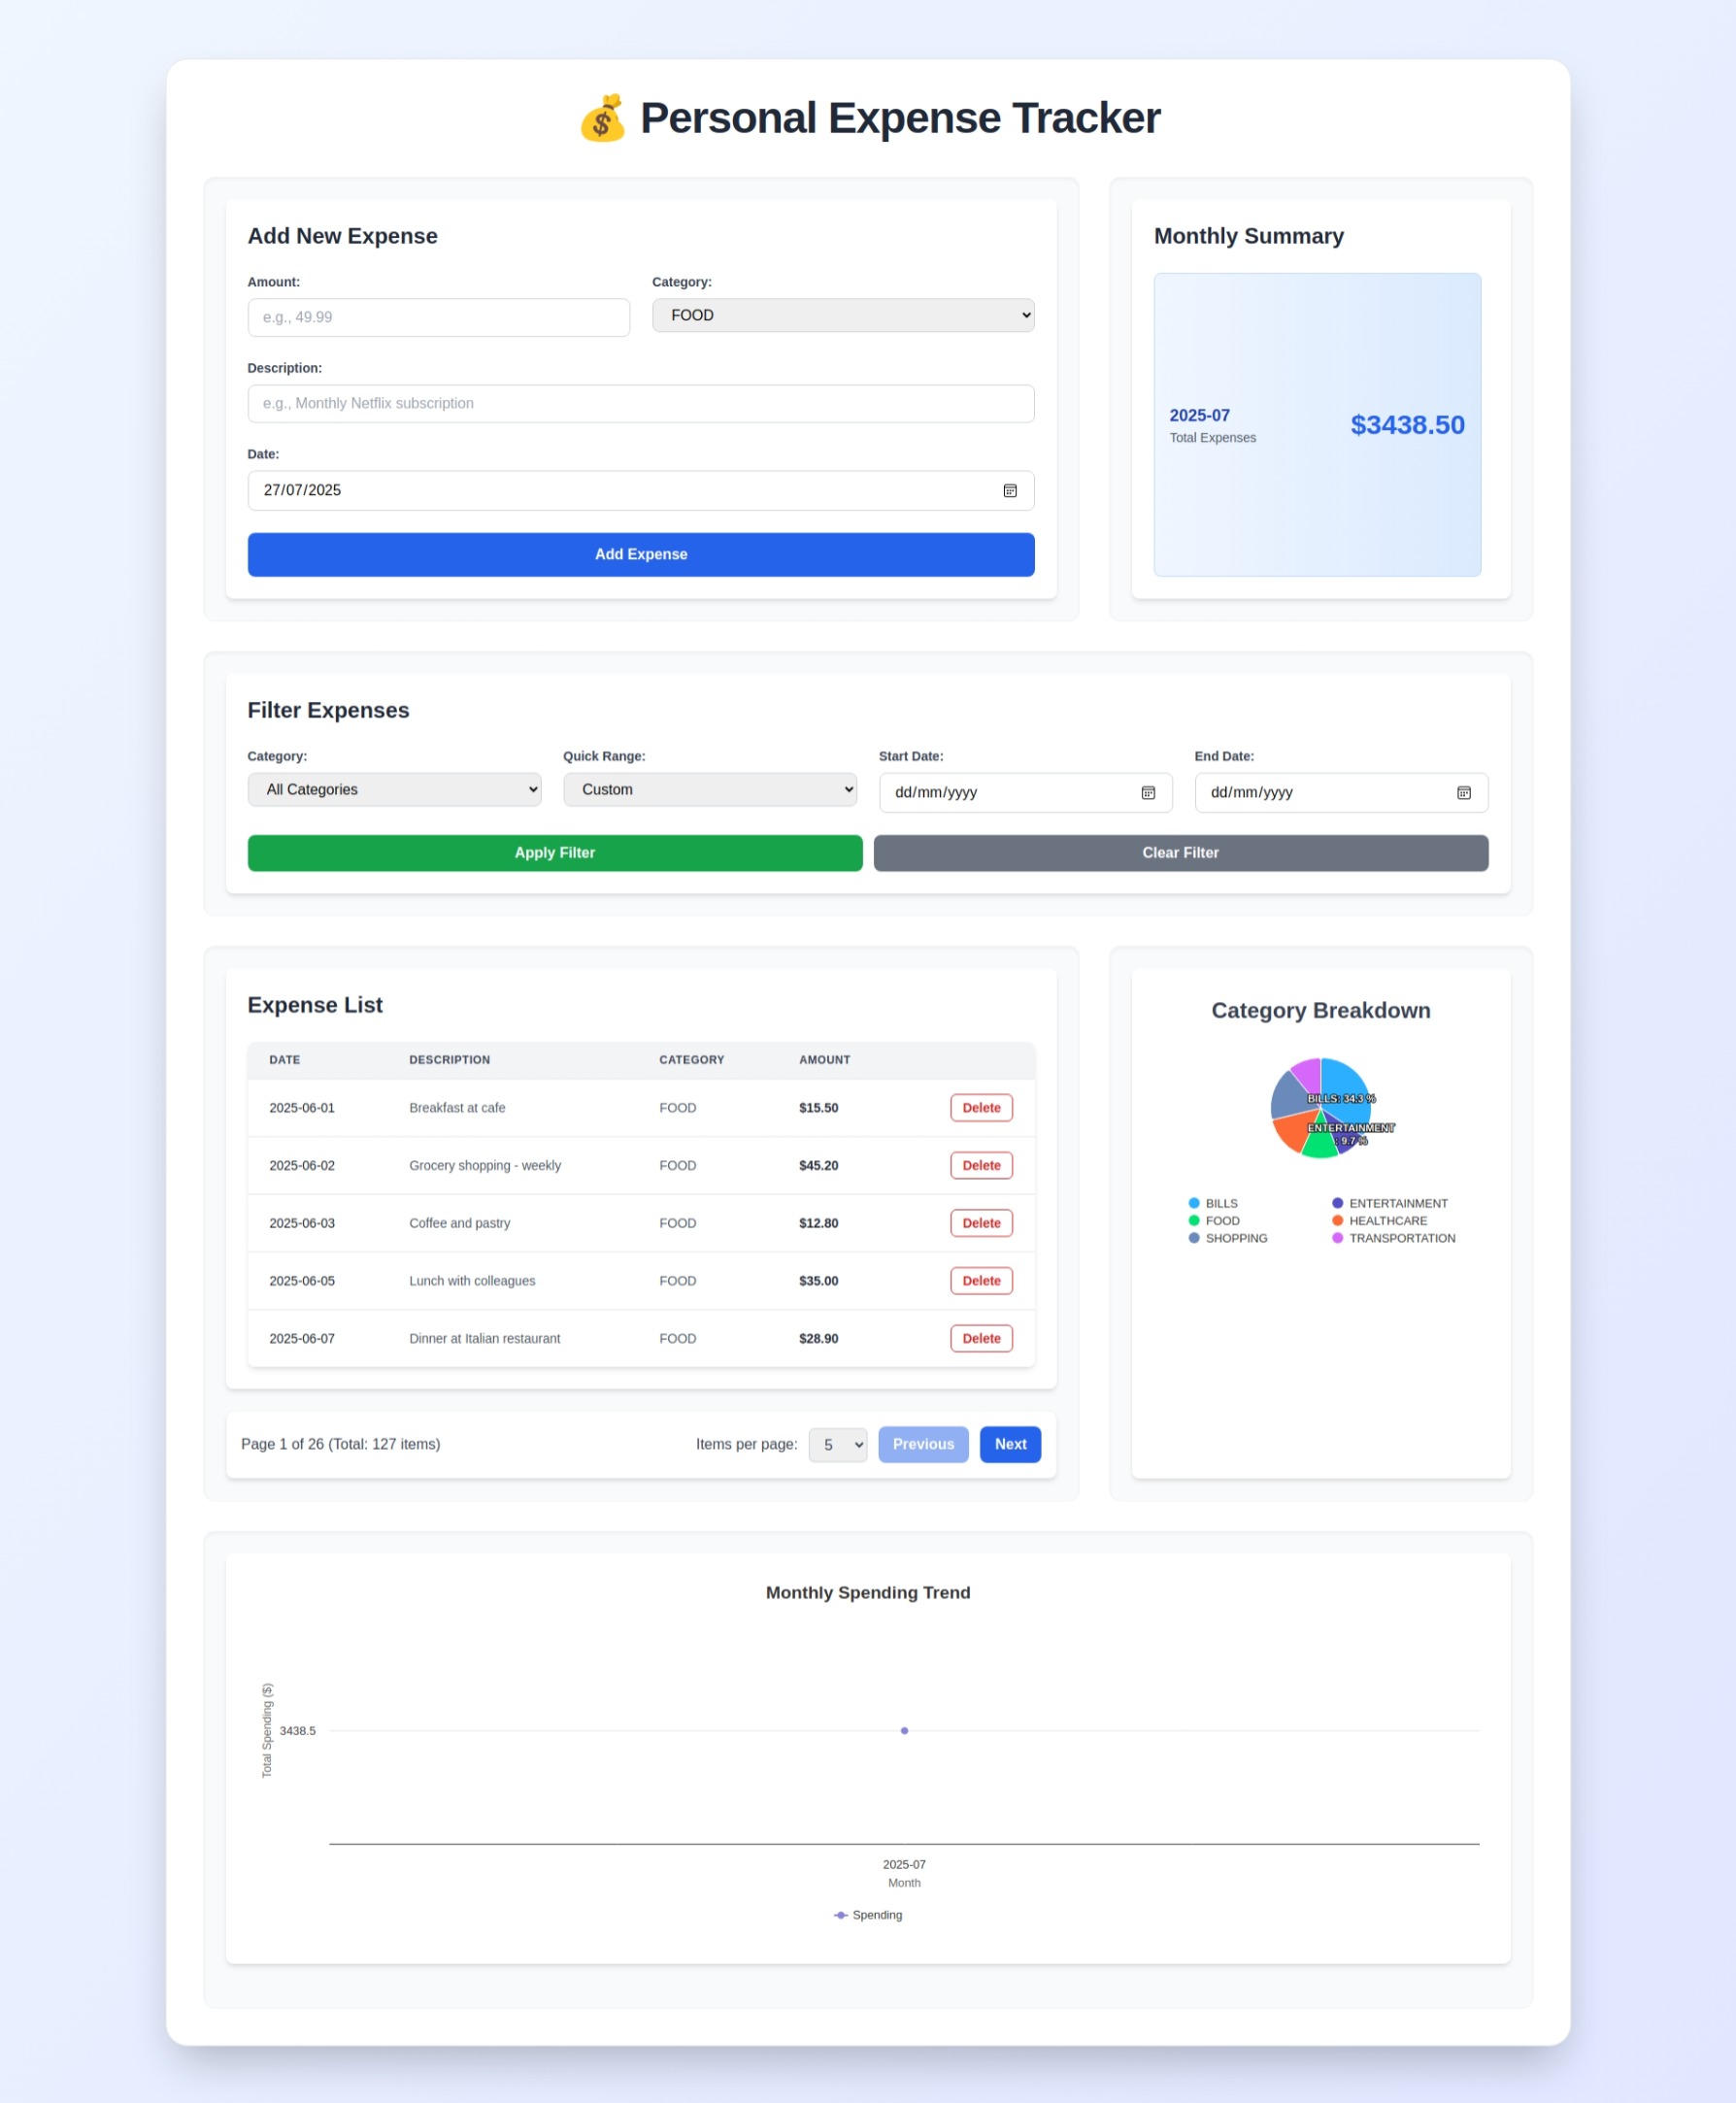 💰 Personal Expense Tracker
Add New Expense
Amount:
e.g., 49.99
Category:
FOOD
Description:
e.g., Monthly Netflix subscription
Date:
27/07/2025
Add Expense
Monthly Summary
2025-07
Total Expenses
$3438.50
Filter Expenses
Category:
All Categories
Quick Range:
Custom
Start Date:
dd/mm/yyyy
End Date:
dd/mm/yyyy
Apply Filter
Clear Filter
Expense List
DATE DESCRIPTION CATEGORY AMOUNT
2025-06-01 Breakfast at cafe FOOD $15.50 Delete
2025-06-02 Grocery shopping - weekly FOOD $45.20 Delete
2025-06-03 Coffee and pastry FOOD $12.80 Delete
2025-06-05 Lunch with colleagues FOOD $35.00 Delete
2025-06-07 Dinner at Italian restaurant FOOD $28.90 Delete
Page 1 of 26 (Total: 127 items) Items per page: 5 Previous Next
Category Breakdown
BILLS: 34.3 %
ENTERTAINMENT
: 9.7 %
BILLS ENTERTAINMENT
FOOD HEALTHCARE
SHOPPING TRANSPORTATION
Monthly Spending Trend
Total Spending ($)
3438.5
2025-07
Month
Spending